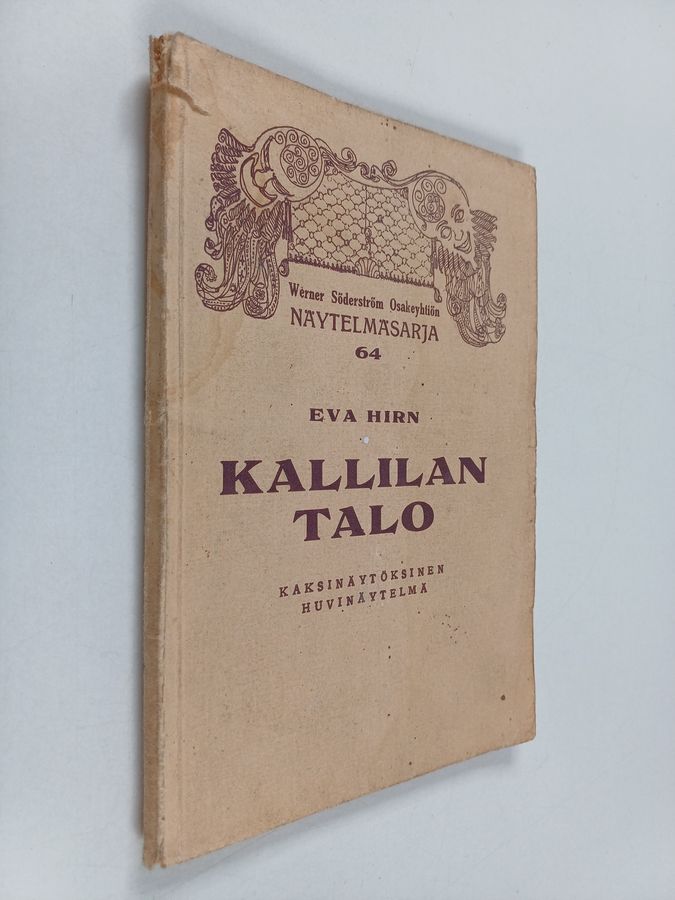 Werner Söderström Osakeyhtiön
NÄYTELMÄSARJA
64
EVA HIRN
KALLILAN
TALO
KAKSINÄYTÖKSINEN
HUVINÄYTELMÄ